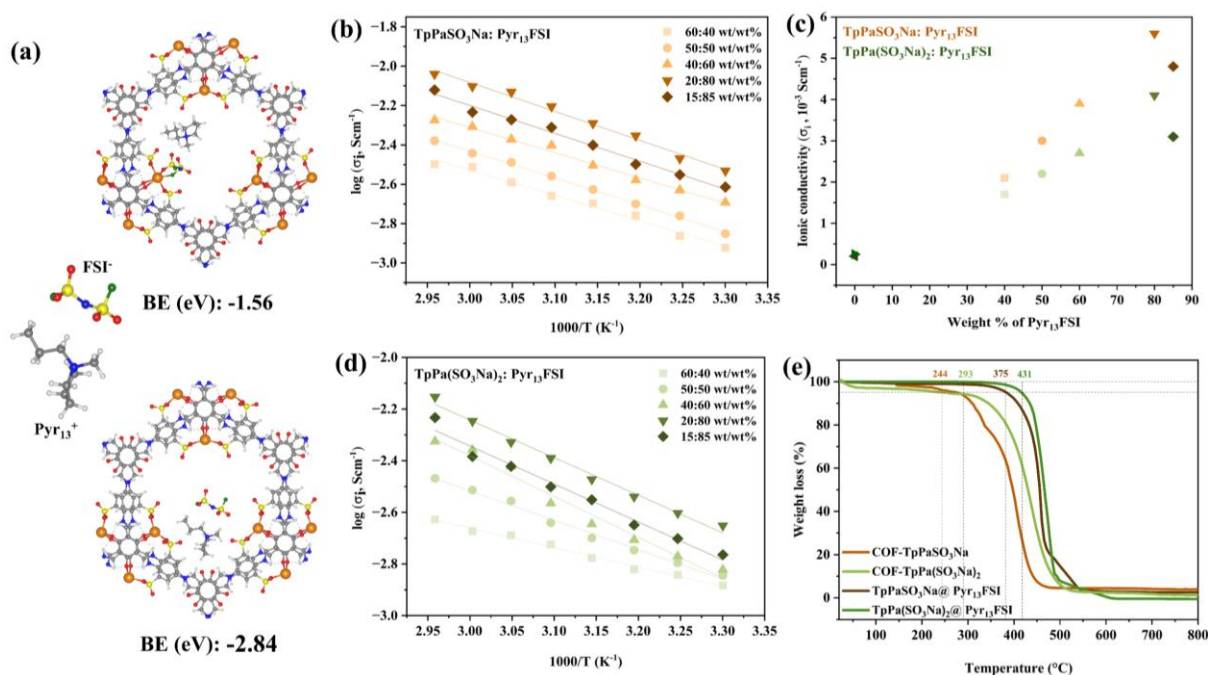 (a)
FSI⁻
BE (eV): -1.56
Pyr₁₃⁺
BE (eV): -2.84
(b)
TpPaSO₃Na: Pyr₁₃FSI
60:40 wt/wt%
50:50 wt/wt%
40:60 wt/wt%
20:80 wt/wt%
15:85 wt/wt%
log (σᵢ, Scm⁻¹)
−1.8
−2.0
−2.2
−2.4
−2.6
−2.8
−3.0
2.95 3.00 3.05 3.10 3.15 3.20 3.25 3.30 3.35
1000/T (K⁻¹)
(c)
TpPaSO₃Na: Pyr₁₃FSI
TpPa(SO₃Na)₂: Pyr₁₃FSI
Ionic conductivity (σᵢ, 10⁻³ Scm⁻¹)
5
4
3
2
1
0
0 10 20 30 40 50 60 70 80 90
Weight % of Pyr₁₃FSI
(d)
TpPa(SO₃Na)₂: Pyr₁₃FSI
60:40 wt/wt%
50:50 wt/wt%
40:60 wt/wt%
20:80 wt/wt%
15:85 wt/wt%
log (σᵢ, Scm⁻¹)
−2.0
−2.2
−2.4
−2.6
−2.8
−3.0
2.95 3.00 3.05 3.10 3.15 3.20 3.25 3.30 3.35
1000/T (K⁻¹)
(e)
244 293 375 431
Weight loss (%)
100
80
60
40
20
0
COF-TpPaSO₃Na
COF-TpPa(SO₃Na)₂
TpPaSO₃Na@ Pyr₁₃FSI
TpPa(SO₃Na)₂@ Pyr₁₃FSI
100 200 300 400 500 600 700 800
Temperature (°C)